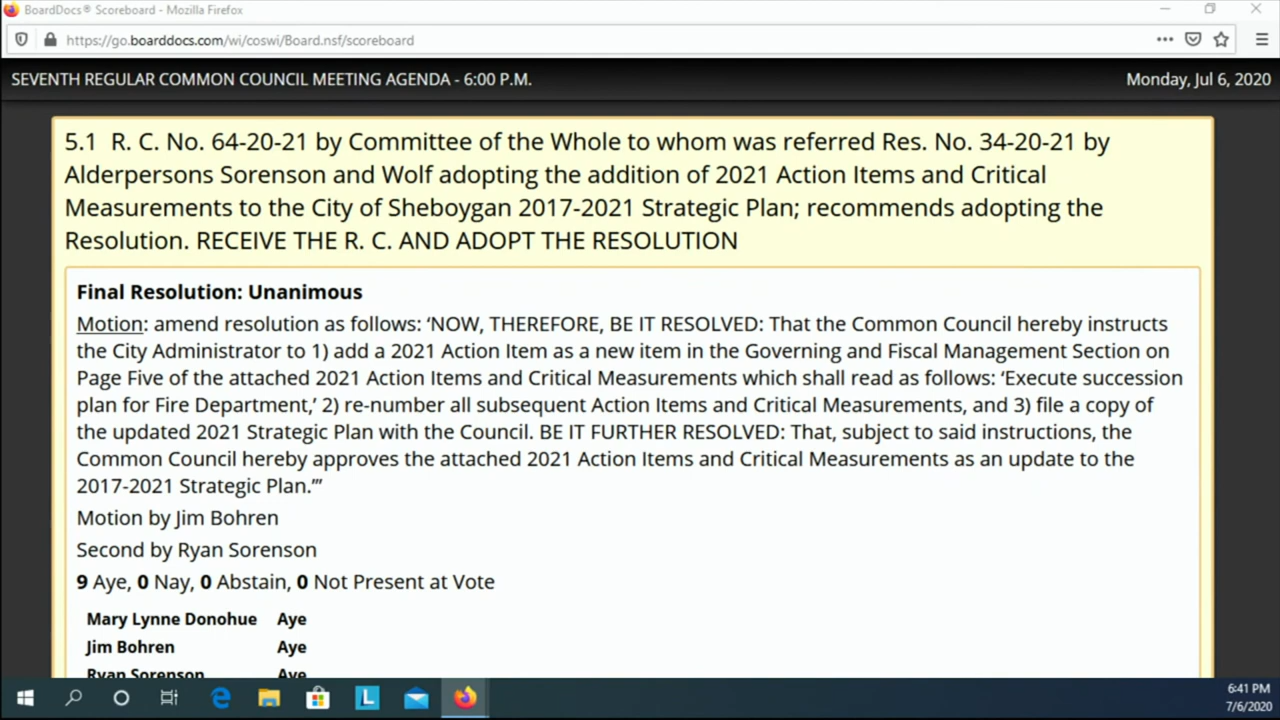 BoardDocs® Scoreboard - Mozilla Firefox
https://go.boarddocs.com/wi/coswi/Board.nsf/scoreboard
SEVENTH REGULAR COMMON COUNCIL MEETING AGENDA - 6:00 P.M.
Monday, Jul 6, 2020
5.1 R. C. No. 64-20-21 by Committee of the Whole to whom was referred Res. No. 34-20-21 by
Alderpersons Sorenson and Wolf adopting the addition of 2021 Action Items and Critical
Measurements to the City of Sheboygan 2017-2021 Strategic Plan; recommends adopting the
Resolution. RECEIVE THE R. C. AND ADOPT THE RESOLUTION
Final Resolution: Unanimous
Motion: amend resolution as follows: ‘NOW, THEREFORE, BE IT RESOLVED: That the Common Council hereby instructs
the City Administrator to 1) add a 2021 Action Item as a new item in the Governing and Fiscal Management Section on
Page Five of the attached 2021 Action Items and Critical Measurements which shall read as follows: ‘Execute succession
plan for Fire Department,’ 2) re-number all subsequent Action Items and Critical Measurements, and 3) file a copy of
the updated 2021 Strategic Plan with the Council. BE IT FURTHER RESOLVED: That, subject to said instructions, the
Common Council hereby approves the attached 2021 Action Items and Critical Measurements as an update to the
2017-2021 Strategic Plan.’”
Motion by Jim Bohren
Second by Ryan Sorenson
9 Aye, 0 Nay, 0 Abstain, 0 Not Present at Vote
Mary Lynne Donohue Aye
Jim Bohren Aye
Ryan Sorenson Aye
6:41 PM
7/6/2020